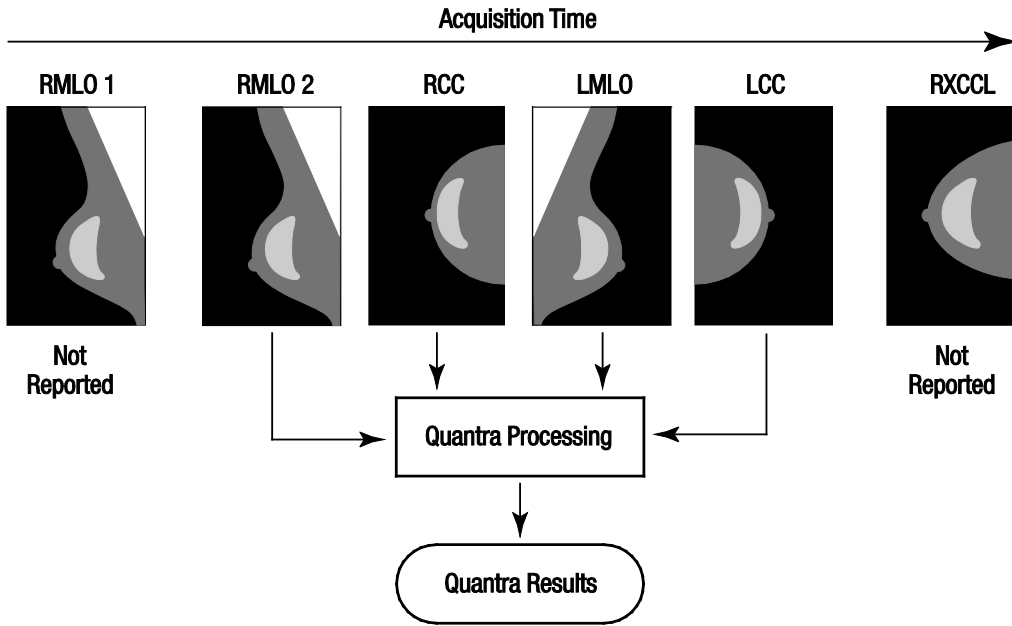 Acquisition Time
RMLO 1
RMLO 2
RCC
LMLO
LCC
RXCCL
Not
Reported
Not
Reported
Quantra Processing
Quantra Results